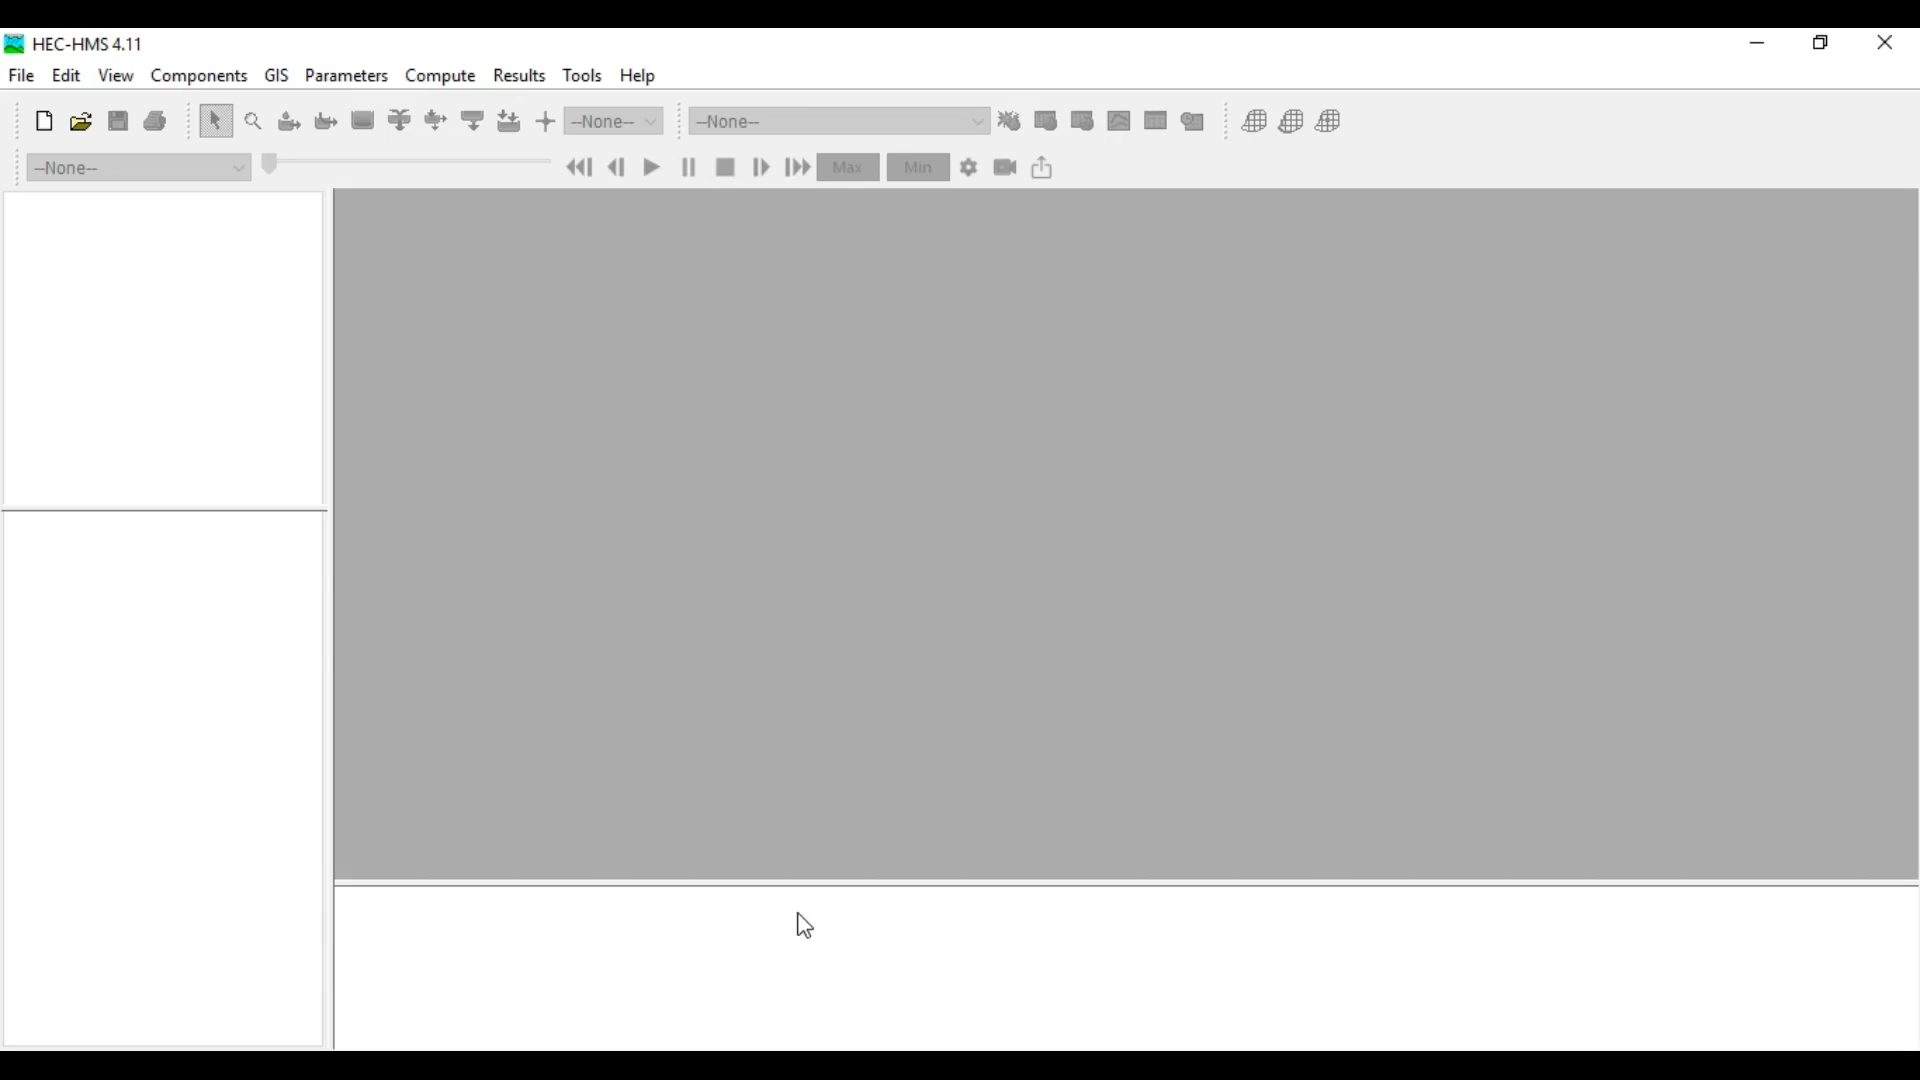 HEC-HMS 4.11
File Edit View Components GIS Parameters Compute Results Tools Help
--None-- --None--
--None-- Max Min